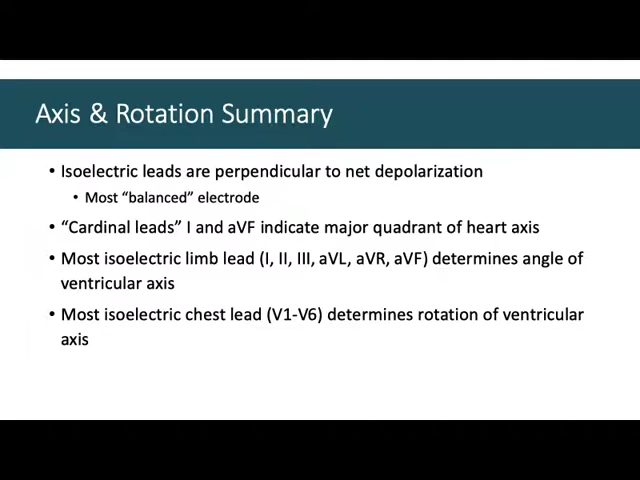 Axis & Rotation Summary
• Isoelectric leads are perpendicular to net depolarization
• Most “balanced” electrode
• “Cardinal leads” I and aVF indicate major quadrant of heart axis
• Most isoelectric limb lead (I, II, III, aVL, aVR, aVF) determines angle of
ventricular axis
• Most isoelectric chest lead (V1-V6) determines rotation of ventricular
axis